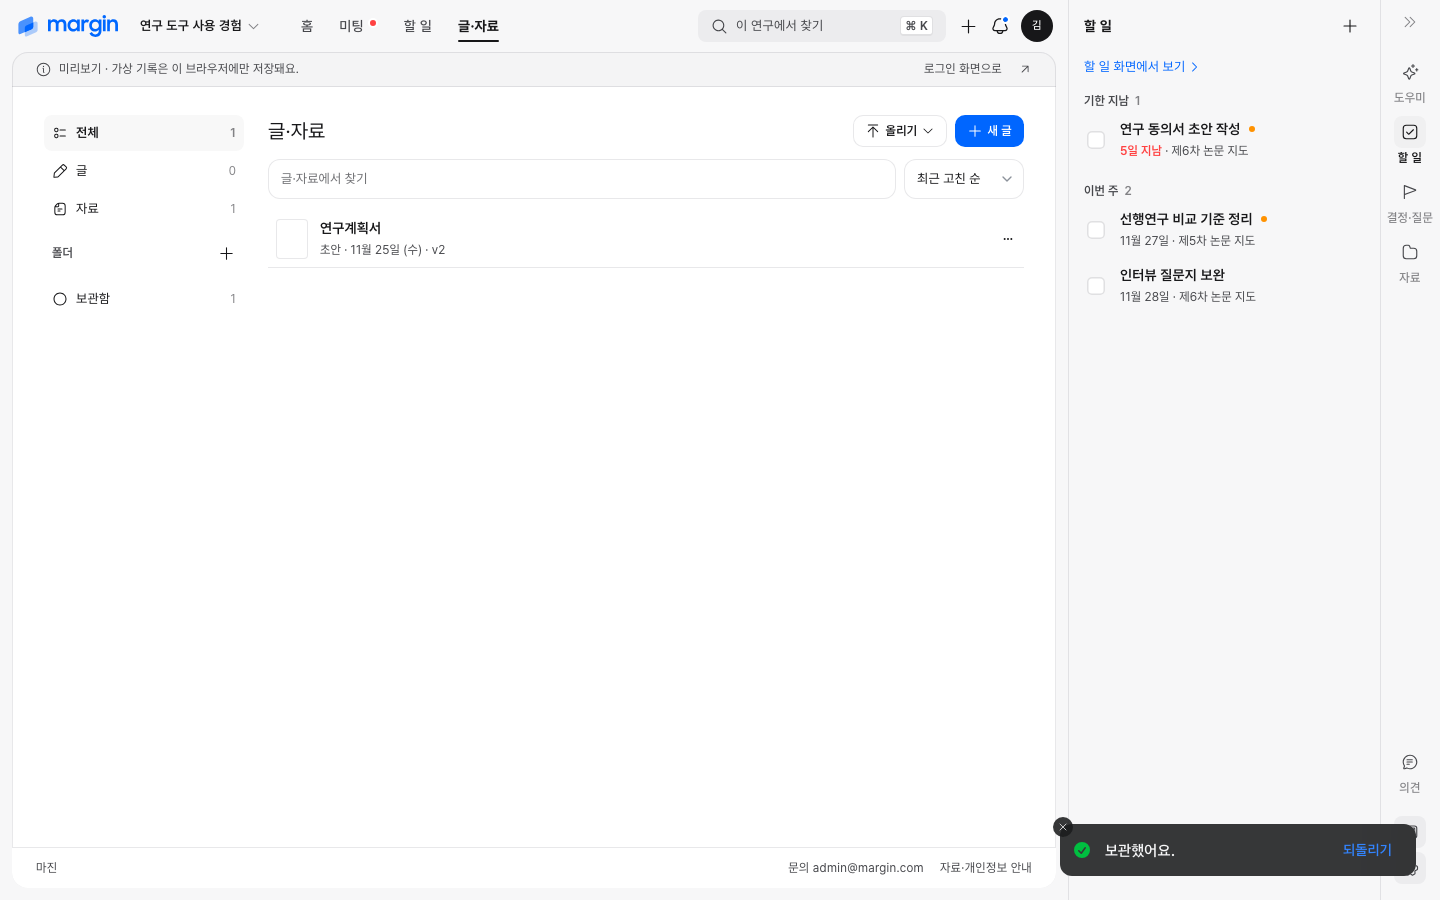 margin
연구 도구 사용 경험
홈
미팅
할 일
글·자료
이 연구에서 찾기
⌘ K
김
미리보기 · 가상 기록은 이 브라우저에만 저장돼요.
로그인 화면으로
전체 1
글 0
자료 1
폴더
보관함 1
글·자료
올리기
새 글
글·자료에서 찾기
최근 고친 순
연구계획서
초안 · 11월 25일 (수) · v2
마진
문의 admin@margin.com
자료·개인정보 안내
할 일
할 일 화면에서 보기
기한 지남 1
연구 동의서 초안 작성
5일 지남 · 제6차 논문 지도
이번 주 2
선행연구 비교 기준 정리
11월 27일 · 제5차 논문 지도
인터뷰 질문지 보완
11월 28일 · 제6차 논문 지도
도우미
할 일
결정·질문
자료
의견
보관했어요.
되돌리기